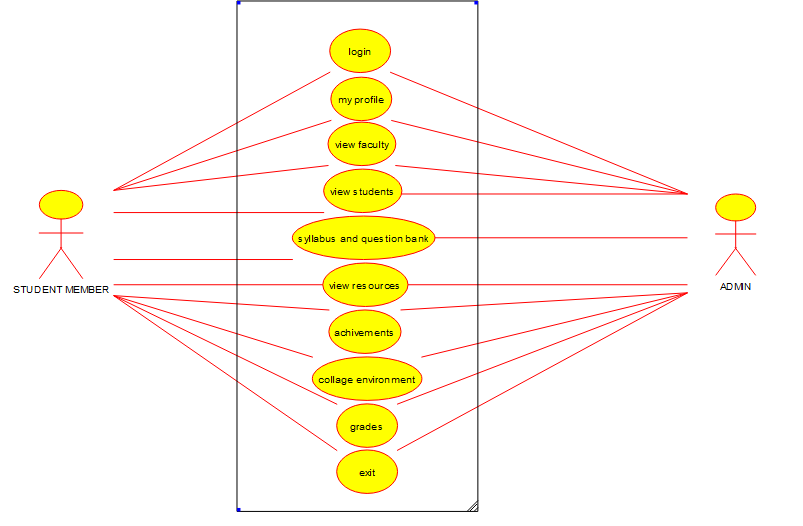 login
my profile
view faculty
view students
syllabus and question bank
view resources
STUDENT MEMBER
ADMIN
achivements
collage environment
grades
exit